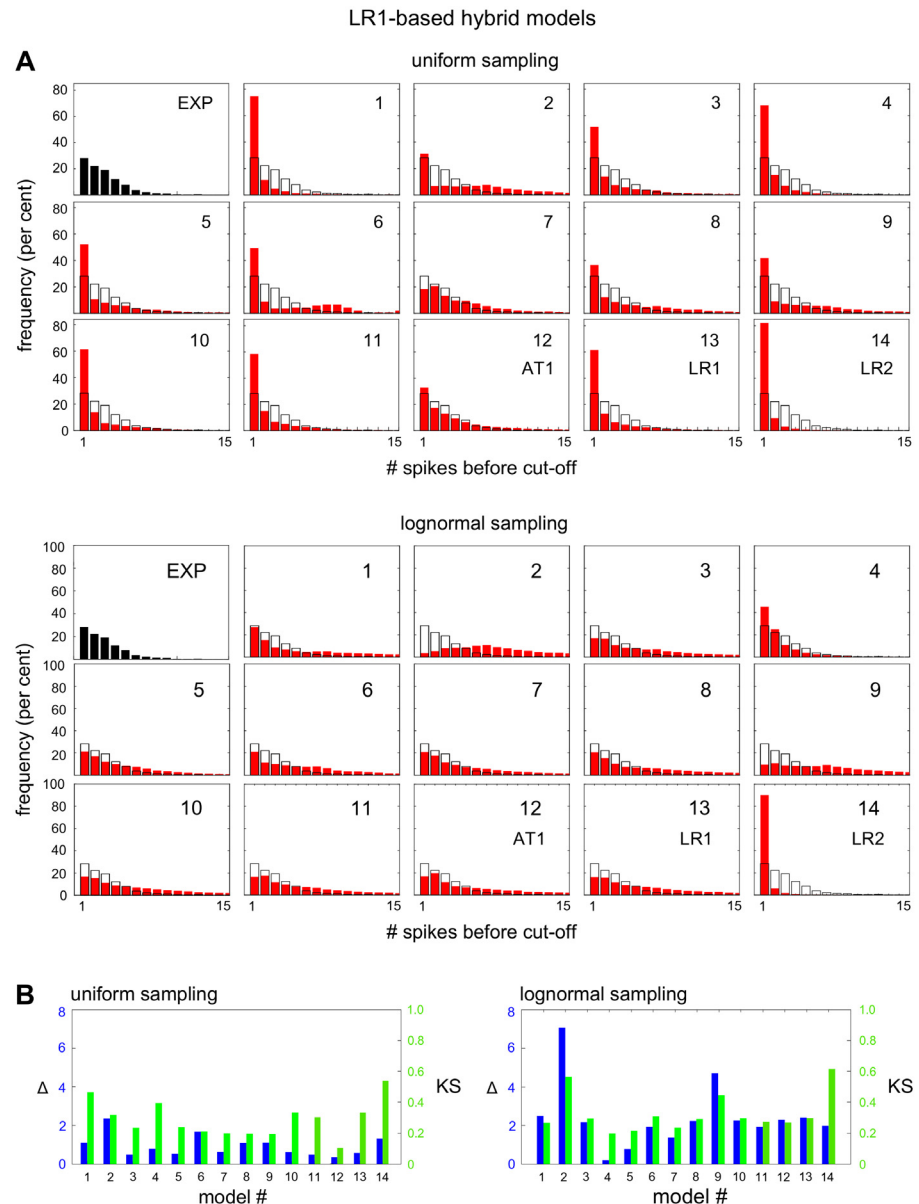 LR1-based hybrid models
A
uniform sampling
80
60
40
20
EXP
1
2
3
4
80
60
40
20
0
5
6
7
8
9
80
60
40
20
0
10
11
12
AT1
13
LR1
14
LR2
frequency (per cent)
1 15 1 15 1 15 1 15 1 15
# spikes before cut-off
lognormal sampling
100
80
60
40
20
EXP
1
2
3
4
100
80
60
40
20
5
6
7
8
9
100
80
60
40
20
0
10
11
12
AT1
13
LR1
14
LR2
frequency (per cent)
1 15 1 15 1 15 1 15 1 15
# spikes before cut-off
B
uniform sampling
8
6
4
2
0
Δ
1.0
0.8
0.6
0.4
0.2
0
KS
1 2 3 4 5 6 7 8 9 10 11 12 13 14
model #
lognormal sampling
8
6
4
2
0
Δ
1.0
0.8
0.6
0.4
0.2
0
KS
1 2 3 4 5 6 7 8 9 10 11 12 13 14
model #